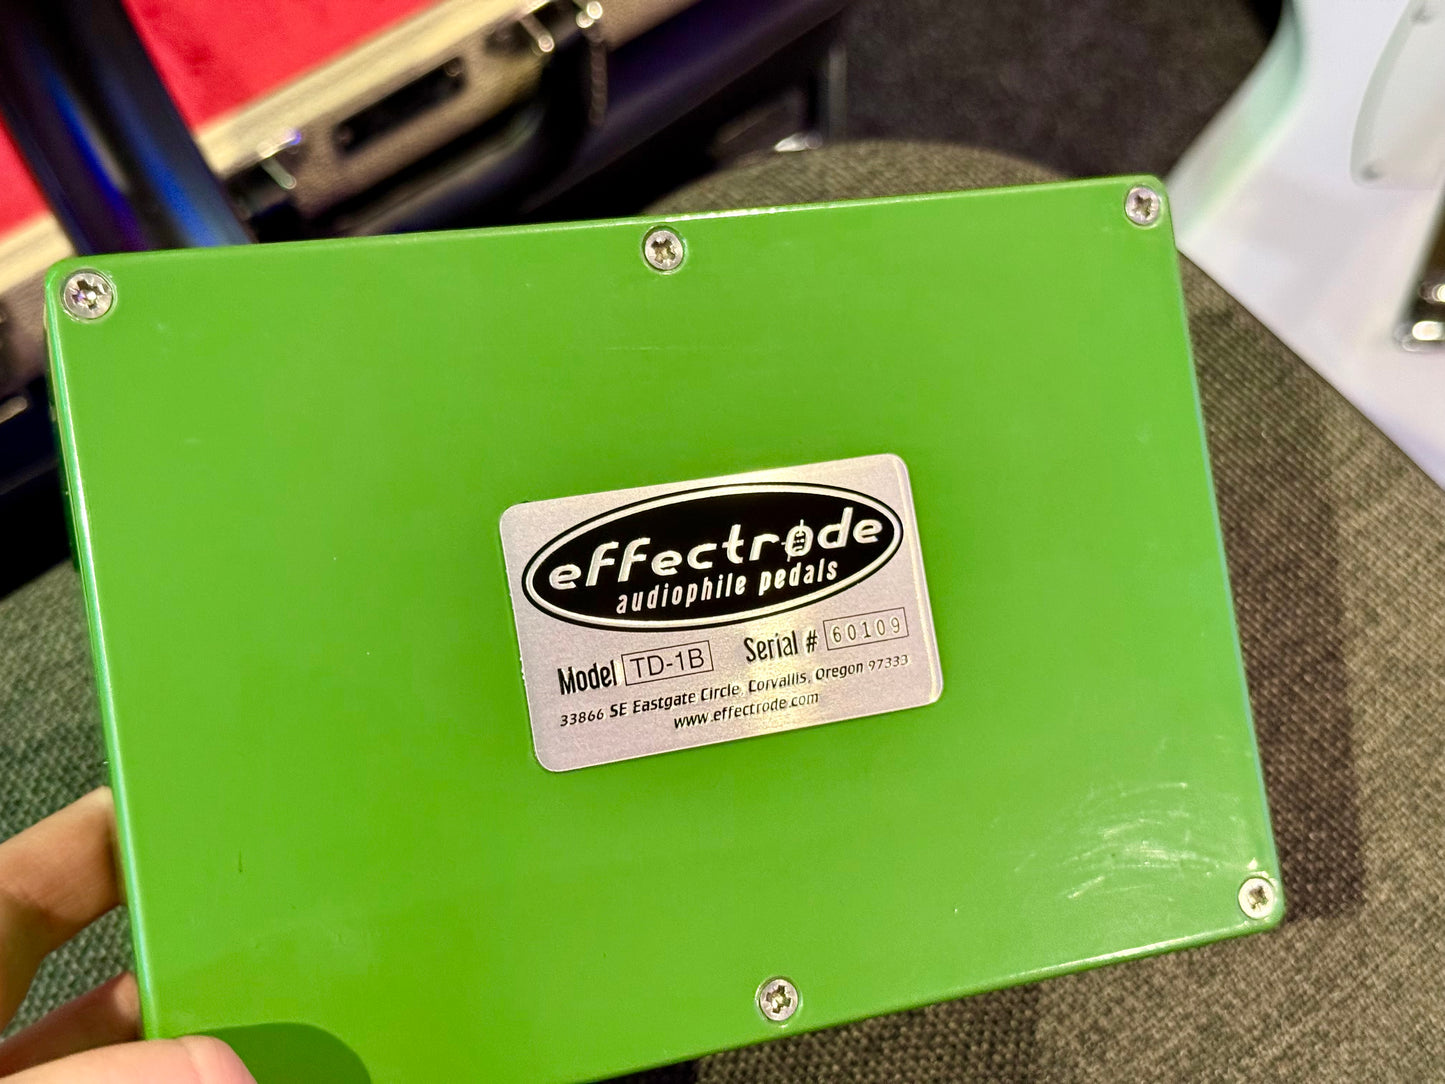 effectrode
audiophile pedals
Model TD-1B Serial # 60109
33866 SE Eastgate Circle, Corvallis, Oregon 97333
www.effectrode.com